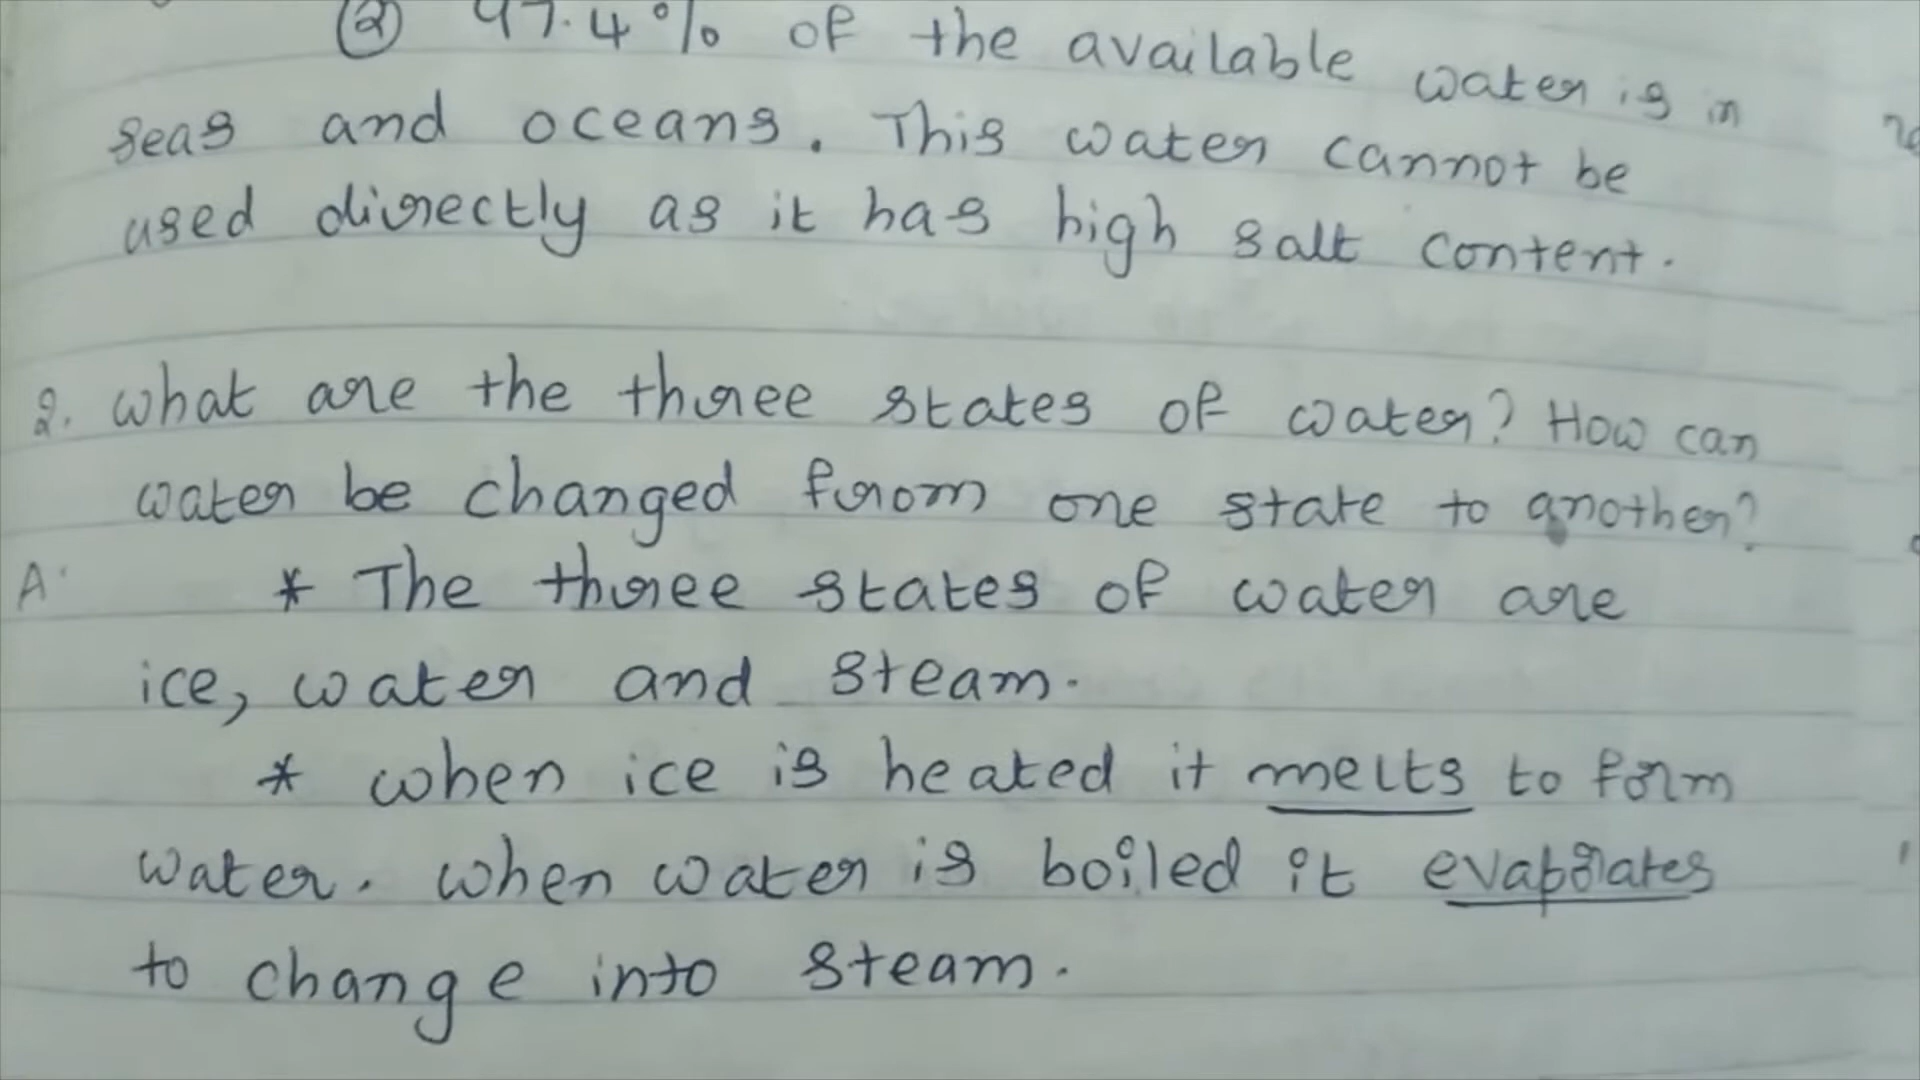 ② 97.4% of the available water is in
seas and oceans. This water cannot be
used directly as it has high salt content.
2. What are the three states of water? How can
water be changed from one state to another?
A. * The three states of water are
ice, water and steam.
* when ice is heated it melts to form
water. when water is boiled it evaporates
to change into steam.